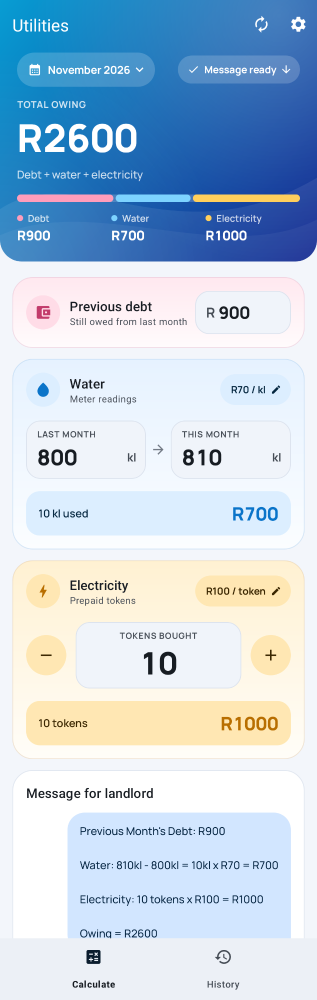 Utilities
November 2026
Message ready
TOTAL OWING
R2600
Debt + water + electricity
Debt
Water
Electricity
R900
R700
R1000
Previous debt
Still owed from last month
R 900
Water
Meter readings
R70 / kl
LAST MONTH
800 kl
THIS MONTH
810 kl
10 kl used
R700
Electricity
Prepaid tokens
R100 / token
TOKENS BOUGHT
10
10 tokens
R1000
Message for landlord
Previous Month's Debt: R900
Water: 810kl - 800kl = 10kl x R70 = R700
Electricity: 10 tokens x R100 = R1000
Owing = R2600
Calculate
History